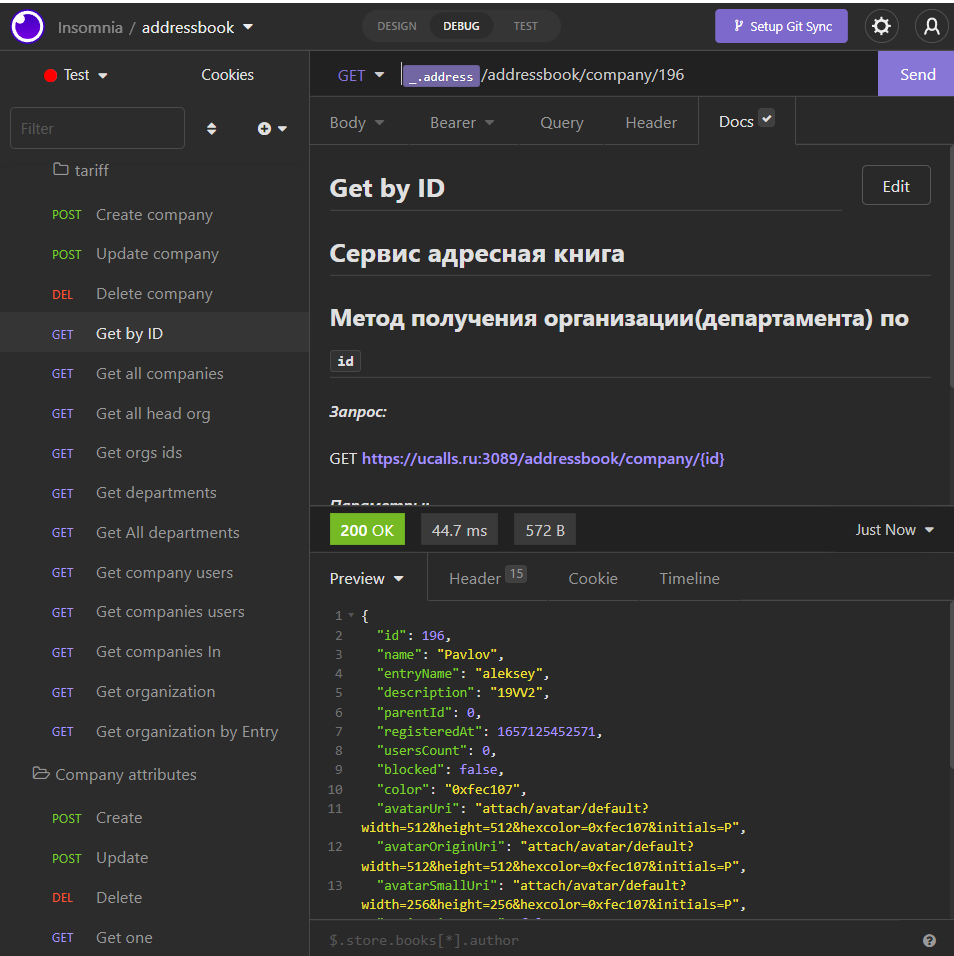 Insomnia / addressbook
DESIGN DEBUG TEST
Setup Git Sync
Test
Cookies
GET _.address /addressbook/company/196
Send
Filter
Body Bearer Query Header Docs
tariff
POST Create company
POST Update company
DEL Delete company
GET Get by ID
GET Get all companies
GET Get all head org
GET Get orgs ids
GET Get departments
GET Get All departments
GET Get company users
GET Get companies users
GET Get companies In
GET Get organization
GET Get organization by Entry
Company attributes
POST Create
POST Update
DEL Delete
GET Get one
Get by ID
Edit
Сервис адресная книга
Метод получения организации(департамента) по
id
Запрос:
GET https://ucalls.ru:3089/addressbook/company/{id}
Параметры:
200 OK 44.7 ms 572 B Just Now
Preview Header 15 Cookie Timeline
1 {
2 "id": 196,
3 "name": "Pavlov",
4 "entryName": "aleksey",
5 "description": "19VV2",
6 "parentId": 0,
7 "registeredAt": 1657125452571,
8 "usersCount": 0,
9 "blocked": false,
10 "color": "0xfec107",
11 "avatarUri": "attach/avatar/default?
width=512&height=512&hexcolor=0xfec107&initials=P",
12 "avatarOriginUri": "attach/avatar/default?
width=512&height=512&hexcolor=0xfec107&initials=P",
13 "avatarSmallUri": "attach/avatar/default?
width=256&height=256&hexcolor=0xfec107&initials=P",
$.store.books[*].author